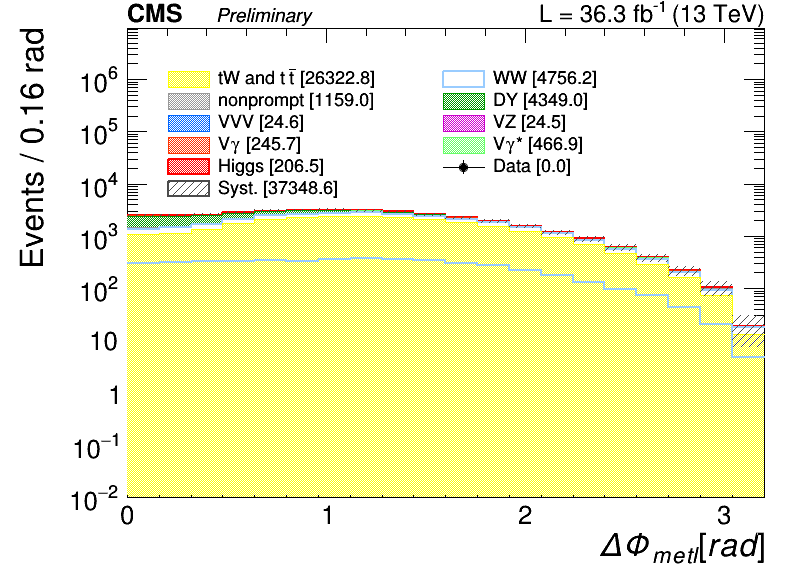 CMS Preliminary L = 36.3 fb⁻¹ (13 TeV)
Events / 0.16 rad
tW and tt̄ [26322.8] WW [4756.2]
nonprompt [1159.0] DY [4349.0]
VVV [24.6] VZ [24.5]
Vγ [245.7] Vγ* [466.9]
Higgs [206.5] Data [0.0]
Syst. [37348.6]
10⁶
10⁵
10⁴
10³
10²
10
1
10⁻¹
10⁻²
0 1 2 3
ΔΦmetl[rad]